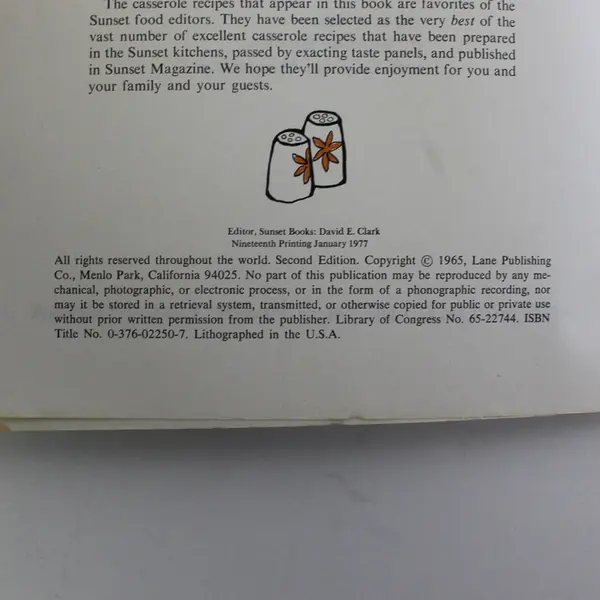 The casserole recipes that appear in this book are favorites of the
Sunset food editors. They have been selected as the very best of the
vast number of excellent casserole recipes that have been prepared
in the Sunset kitchens, passed by exacting taste panels, and published
in Sunset Magazine. We hope they'll provide enjoyment for you and
your family and your guests.
Editor, Sunset Books: David E. Clark
Nineteenth Printing January 1977
All rights reserved throughout the world. Second Edition. Copyright © 1965, Lane Publishing
Co., Menlo Park, California 94025. No part of this publication may be reproduced by any me-
chanical, photographic, or electronic process, or in the form of a phonographic recording, nor
may it be stored in a retrieval system, transmitted, or otherwise copied for public or private use
without prior written permission from the publisher. Library of Congress No. 65-22744. ISBN
Title No. 0-376-02250-7. Lithographed in the U.S.A.